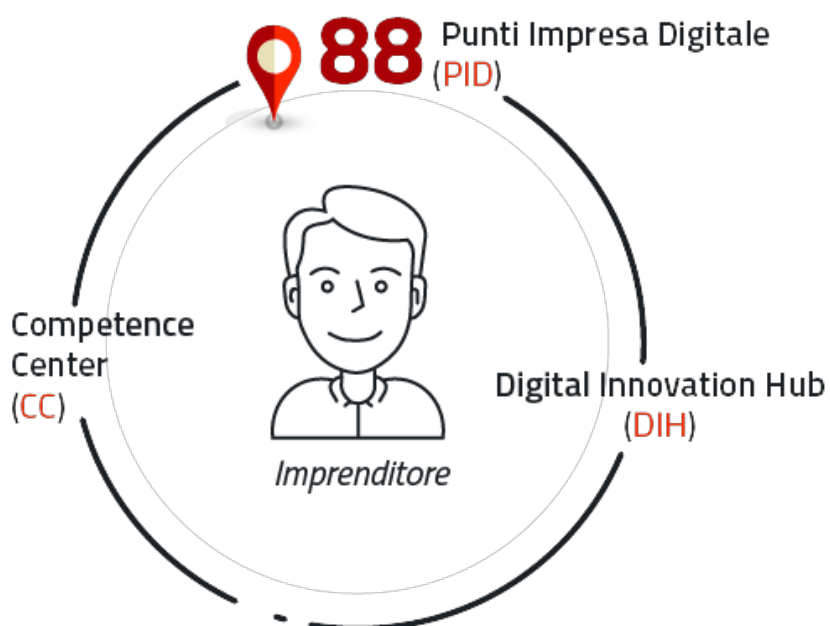 88 Punti Impresa Digitale
(PID)
Competence
Center
(CC)
Digital Innovation Hub
(DIH)
Imprenditore